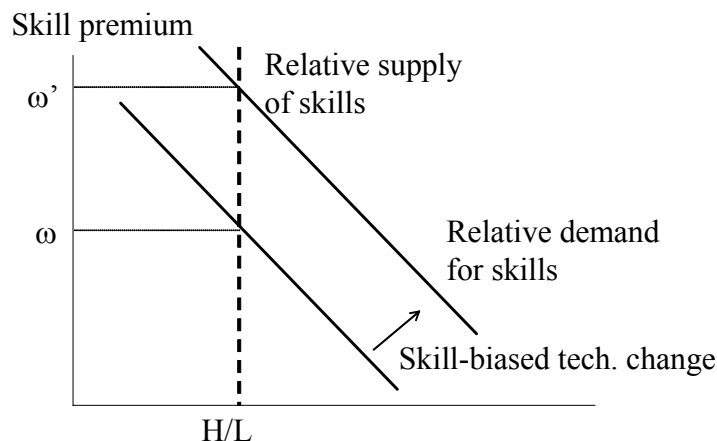 Skill premium
Relative supply
of skills
ω’
ω
Relative demand
for skills
Skill-biased tech. change
H/L